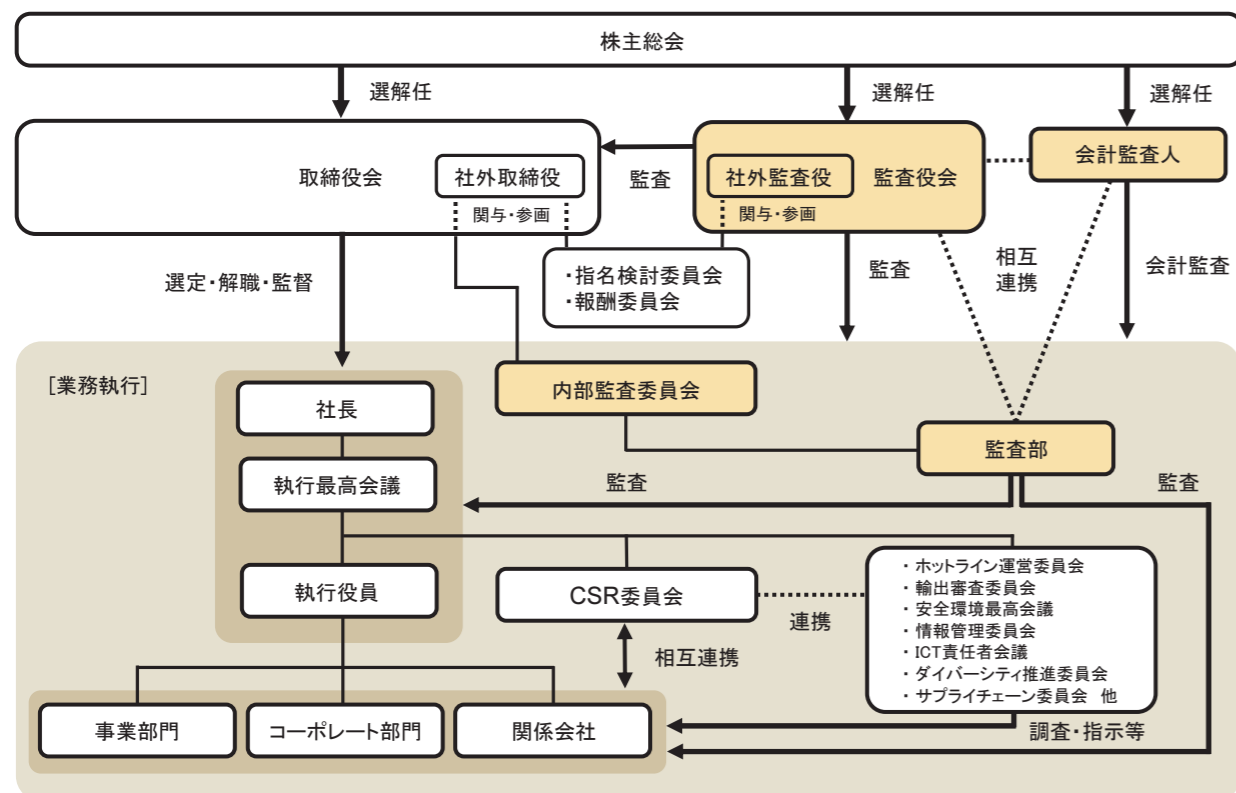 株主総会
選解任
選解任
選解任
取締役会
社外取締役
関与・参画
監査
社外監査役
監査役会
関与・参画
会計監査人
・指名検討委員会
・報酬委員会
選定・解職・監督
監査
相互
連携
会計監査
[業務執行]
社長
執行最高会議
執行役員
内部監査委員会
監査部
監査
監査
CSR委員会
連携
・ホットライン運営委員会
・輸出審査委員会
・安全環境最高会議
・情報管理委員会
・ICT責任者会議
・ダイバーシティ推進委員会
・サプライチェーン委員会 他
相互連携
事業部門
コーポレート部門
関係会社
調査・指示等